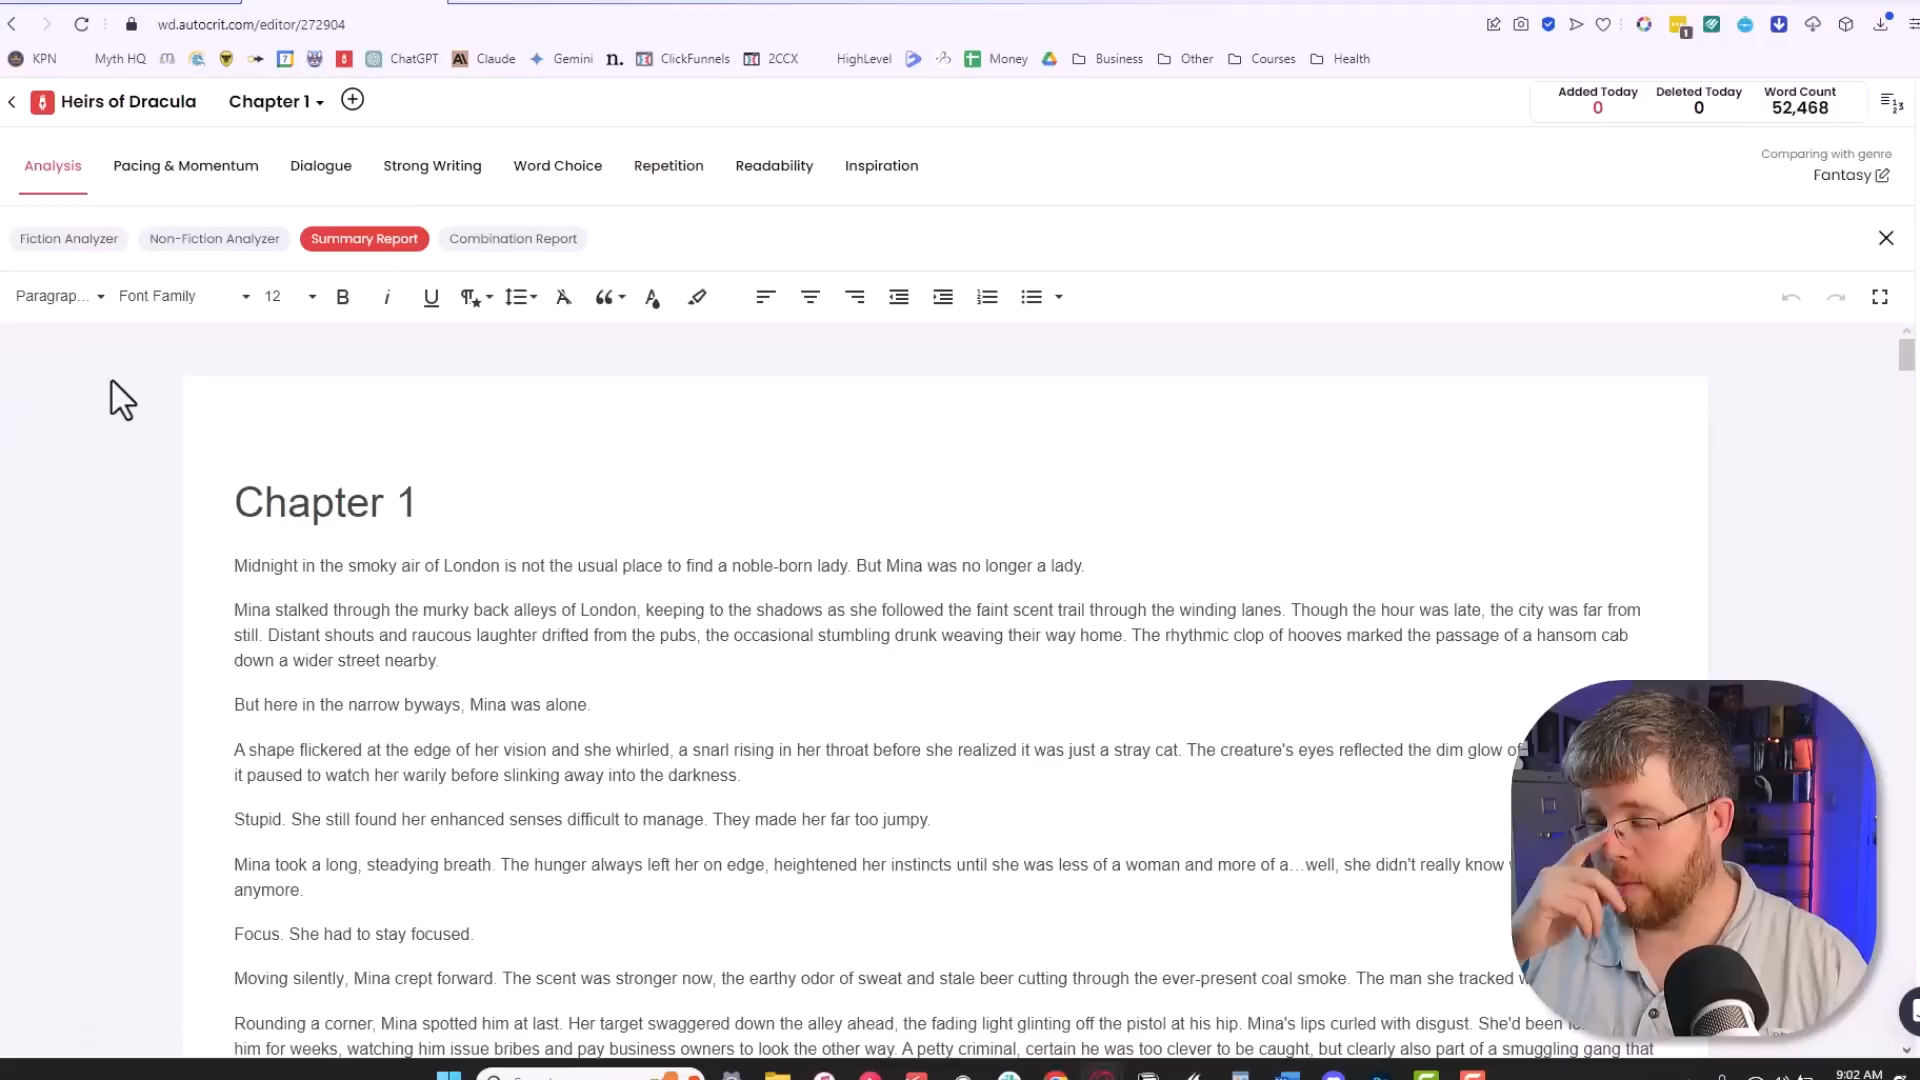 wd.autocrit.com/editor/272904
KPN Myth HQ 7 ChatGPT Claude Gemini n. ClickFunnels 2CCX HighLevel Money Business Other Courses Health
Heirs of Dracula Chapter 1
Added Today Deleted Today Word Count
0 0 52,468
Analysis Pacing & Momentum Dialogue Strong Writing Word Choice Repetition Readability Inspiration
Comparing with genre
Fantasy
Fiction Analyzer Non-Fiction Analyzer Summary Report Combination Report
Paragrap... Font Family 12 B i U
Chapter 1
Midnight in the smoky air of London is not the usual place to find a noble-born lady. But Mina was no longer a lady.
Mina stalked through the murky back alleys of London, keeping to the shadows as she followed the faint scent trail through the winding lanes. Though the hour was late, the city was far from
still. Distant shouts and raucous laughter drifted from the pubs, the occasional stumbling drunk weaving their way home. The rhythmic clop of hooves marked the passage of a hansom cab
down a wider street nearby.
But here in the narrow byways, Mina was alone.
A shape flickered at the edge of her vision and she whirled, a snarl rising in her throat before she realized it was just a stray cat. The creature's eyes reflected the dim glow of
it paused to watch her warily before slinking away into the darkness.
Stupid. She still found her enhanced senses difficult to manage. They made her far too jumpy.
Mina took a long, steadying breath. The hunger always left her on edge, heightened her instincts until she was less of a woman and more of a…well, she didn't really know
anymore.
Focus. She had to stay focused.
Moving silently, Mina crept forward. The scent was stronger now, the earthy odor of sweat and stale beer cutting through the ever-present coal smoke. The man she tracked
Rounding a corner, Mina spotted him at last. Her target swaggered down the alley ahead, the fading light glinting off the pistol at his hip. Mina's lips curled with disgust. She'd been
him for weeks, watching him issue bribes and pay business owners to look the other way. A petty criminal, certain he was too clever to be caught, but clearly also part of a smuggling gang that
9:02 AM